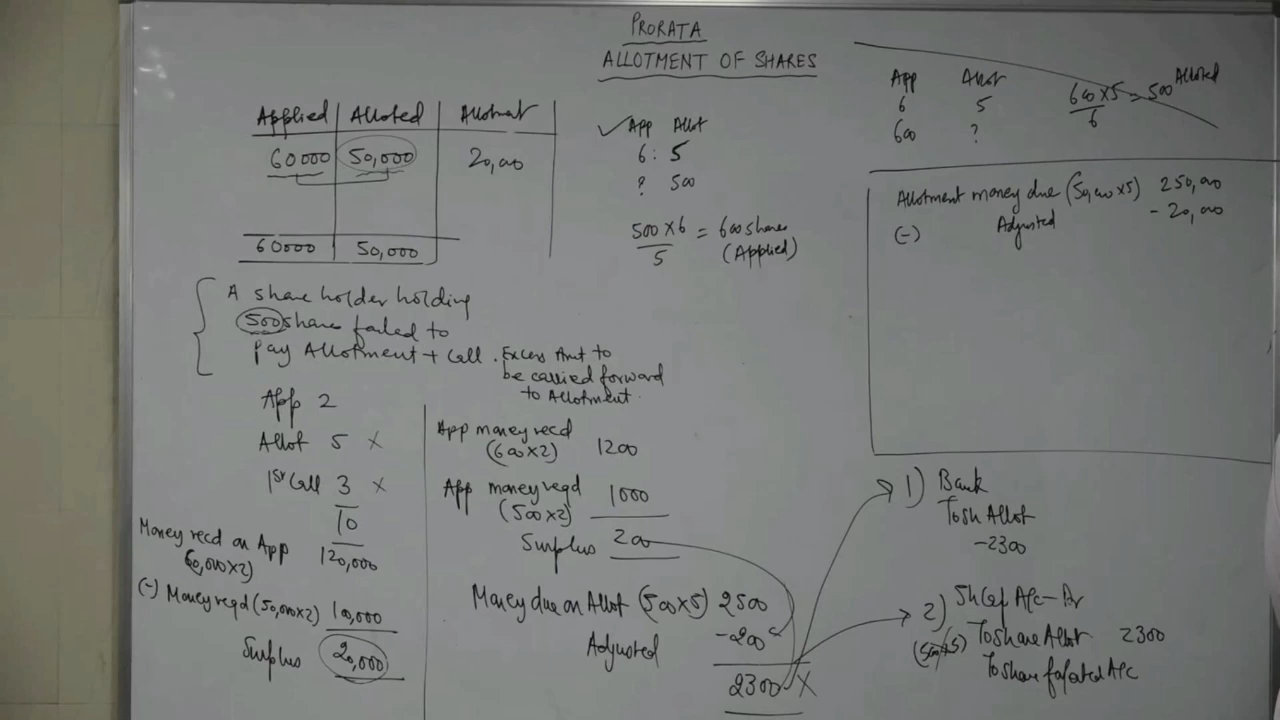 PRORATA
ALLOTMENT OF SHARES
Applied Alloted Allotment
60000 50,000 20,000
60000 50,000
✓ App Allot
6 : 5
? 500
500 × 6 / 5 = 600 shares
(Applied)
App Allot
6 5
600 ?
600 × 5 / 6 = 500 Alloted
Allotment money due (50,000 × 5) 250,000
(-) Adjusted - 20,000
A share holder holding
500 share failed to
pay Allotment + Call. Excess Amt to
be carried forward
to Allotment.
App 2
Allot 5 ×
1st Call 3 ×
10
Money recd on App 120,000
60,000×2)
(-) Money reqd (50,000×2) 100,000
Surplus 20,000
App money recd
(600×2) 1200
App money reqd 1000
(500×2)
Surplus 200
Money due on Allot (500×5) 2500
Adjusted -200
2300 X
1) Bank
To Sh Allot
-2300
2) Sh Cap A/c - Dr
(500×5) To share Allot. 2300
To share forfeited A/c